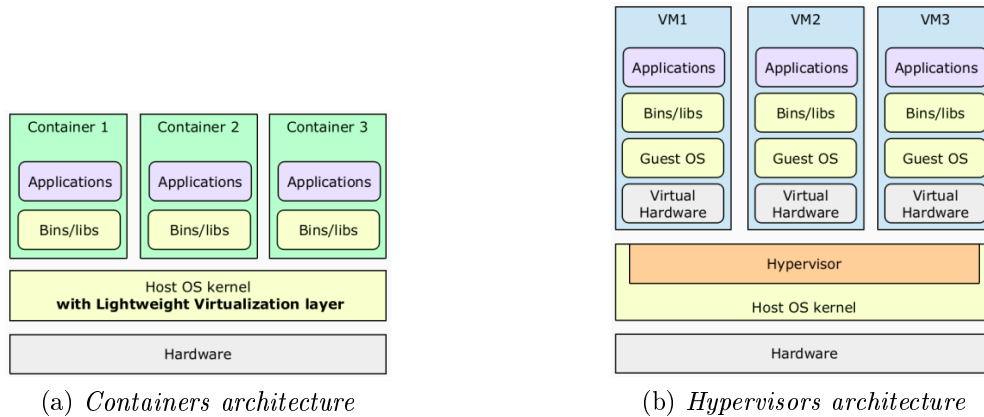 Container 1
Applications
Bins/libs
Container 2
Applications
Bins/libs
Container 3
Applications
Bins/libs
Host OS kernel
with Lightweight Virtualization layer
Hardware
(a) Containers architecture
VM1
Applications
Bins/libs
Guest OS
Virtual
Hardware
VM2
Applications
Bins/libs
Guest OS
Virtual
Hardware
VM3
Applications
Bins/libs
Guest OS
Virtual
Hardware
Hypervisor
Host OS kernel
Hardware
(b) Hypervisors architecture